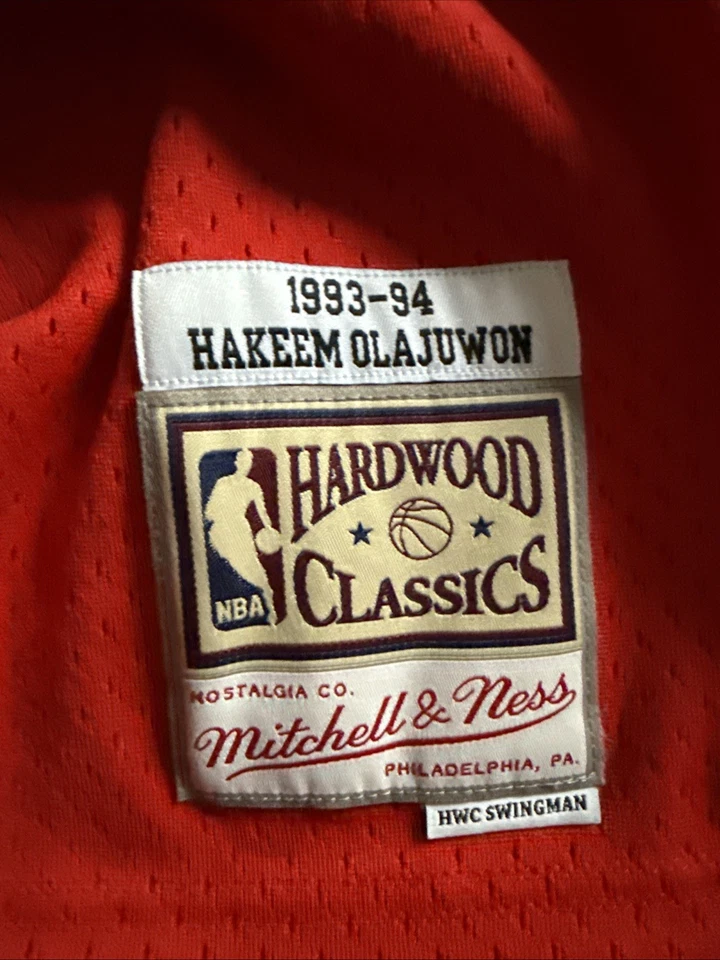 1993-94
HAKEEM OLAJUWON
HARDWOOD
CLASSICS
NBA
NOSTALGIA CO.
Mitchell & Ness
PHILADELPHIA, PA.
HWC SWINGMAN